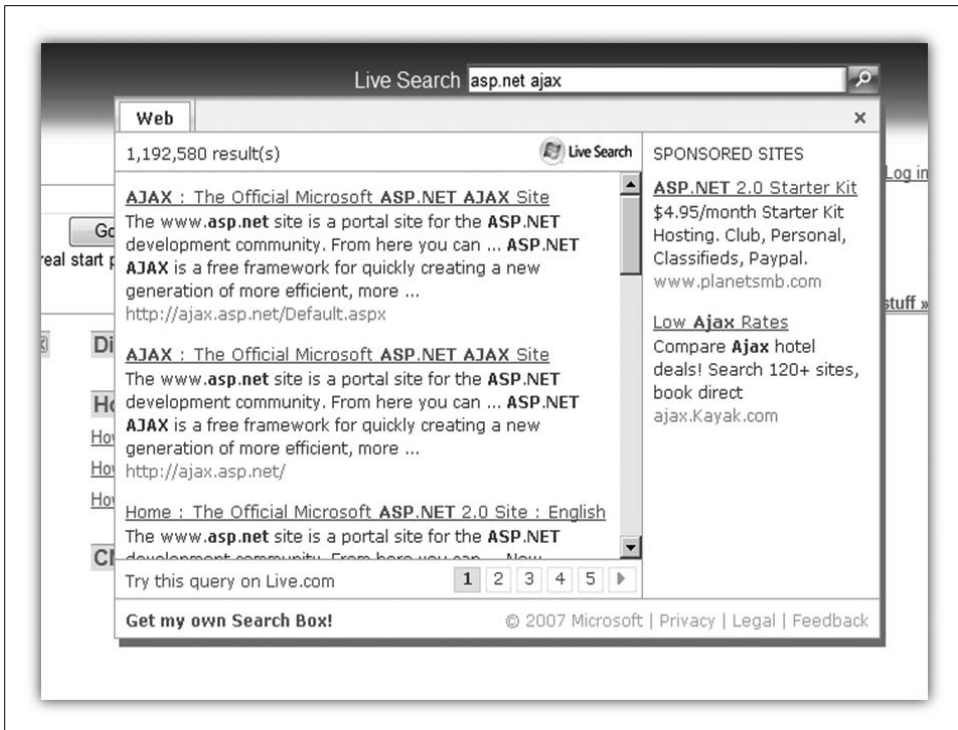 Live Search asp.net ajax
Web
1,192,580 result(s)
Live Search
AJAX : The Official Microsoft ASP.NET AJAX Site
The www.asp.net site is a portal site for the ASP.NET
development community. From here you can ... ASP.NET
AJAX is a free framework for quickly creating a new
generation of more efficient, more ...
http://ajax.asp.net/Default.aspx
AJAX : The Official Microsoft ASP.NET AJAX Site
The www.asp.net site is a portal site for the ASP.NET
development community. From here you can ... ASP.NET
AJAX is a free framework for quickly creating a new
generation of more efficient, more ...
http://ajax.asp.net/
Home : The Official Microsoft ASP.NET 2.0 Site : English
The www.asp.net site is a portal site for the ASP.NET
development community. From here you can ... New
Try this query on Live.com
1 2 3 4 5
SPONSORED SITES
ASP.NET 2.0 Starter Kit
$4.95/month Starter Kit
Hosting. Club, Personal,
Classifieds, Paypal.
www.planetsmb.com
Low Ajax Rates
Compare Ajax hotel
deals! Search 120+ sites,
book direct
ajax.Kayak.com
Get my own Search Box!
© 2007 Microsoft | Privacy | Legal | Feedback
Log in
real start
stuff »